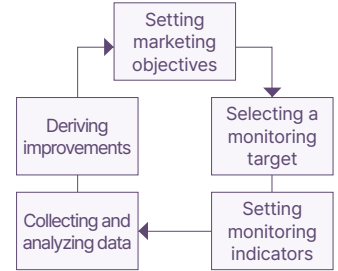 Setting
marketing
objectives
Selecting a
monitoring
target
Setting
monitoring
indicators
Collecting and
analyzing data
Deriving
improvements